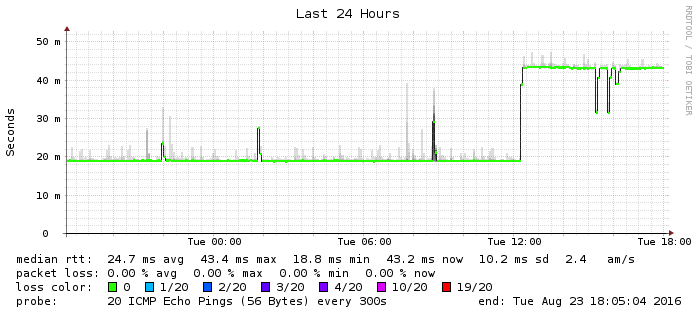 Last 24 Hours
RRDTOOL / TOBI OETIKER
Seconds
50 m
40 m
30 m
20 m
10 m
0
Tue 00:00 Tue 06:00 Tue 12:00 Tue 18:00
median rtt: 24.7 ms avg 43.4 ms max 18.8 ms min 43.2 ms now 10.2 ms sd 2.4 am/s
packet loss: 0.00 % avg 0.00 % max 0.00 % min 0.00 % now
loss color: 0 1/20 2/20 3/20 4/20 10/20 19/20
probe: 20 ICMP Echo Pings (56 Bytes) every 300s end: Tue Aug 23 18:05:04 2016